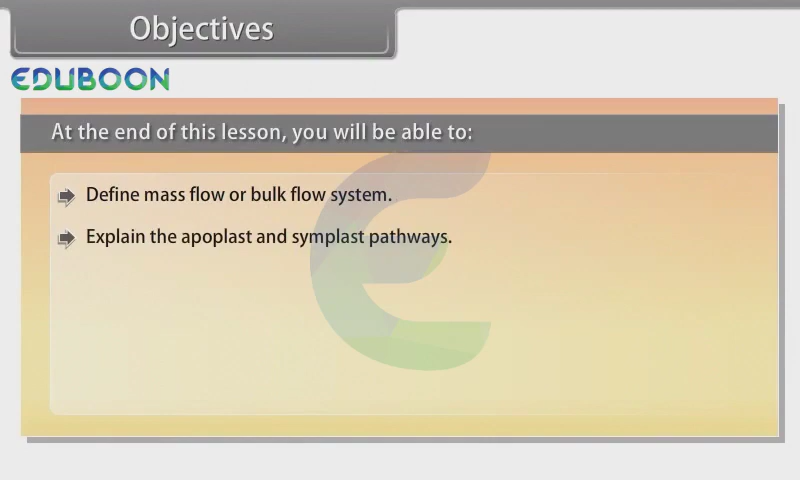 Objectives
EDUBOON
At the end of this lesson, you will be able to:
Define mass flow or bulk flow system.
Explain the apoplast and symplast pathways.